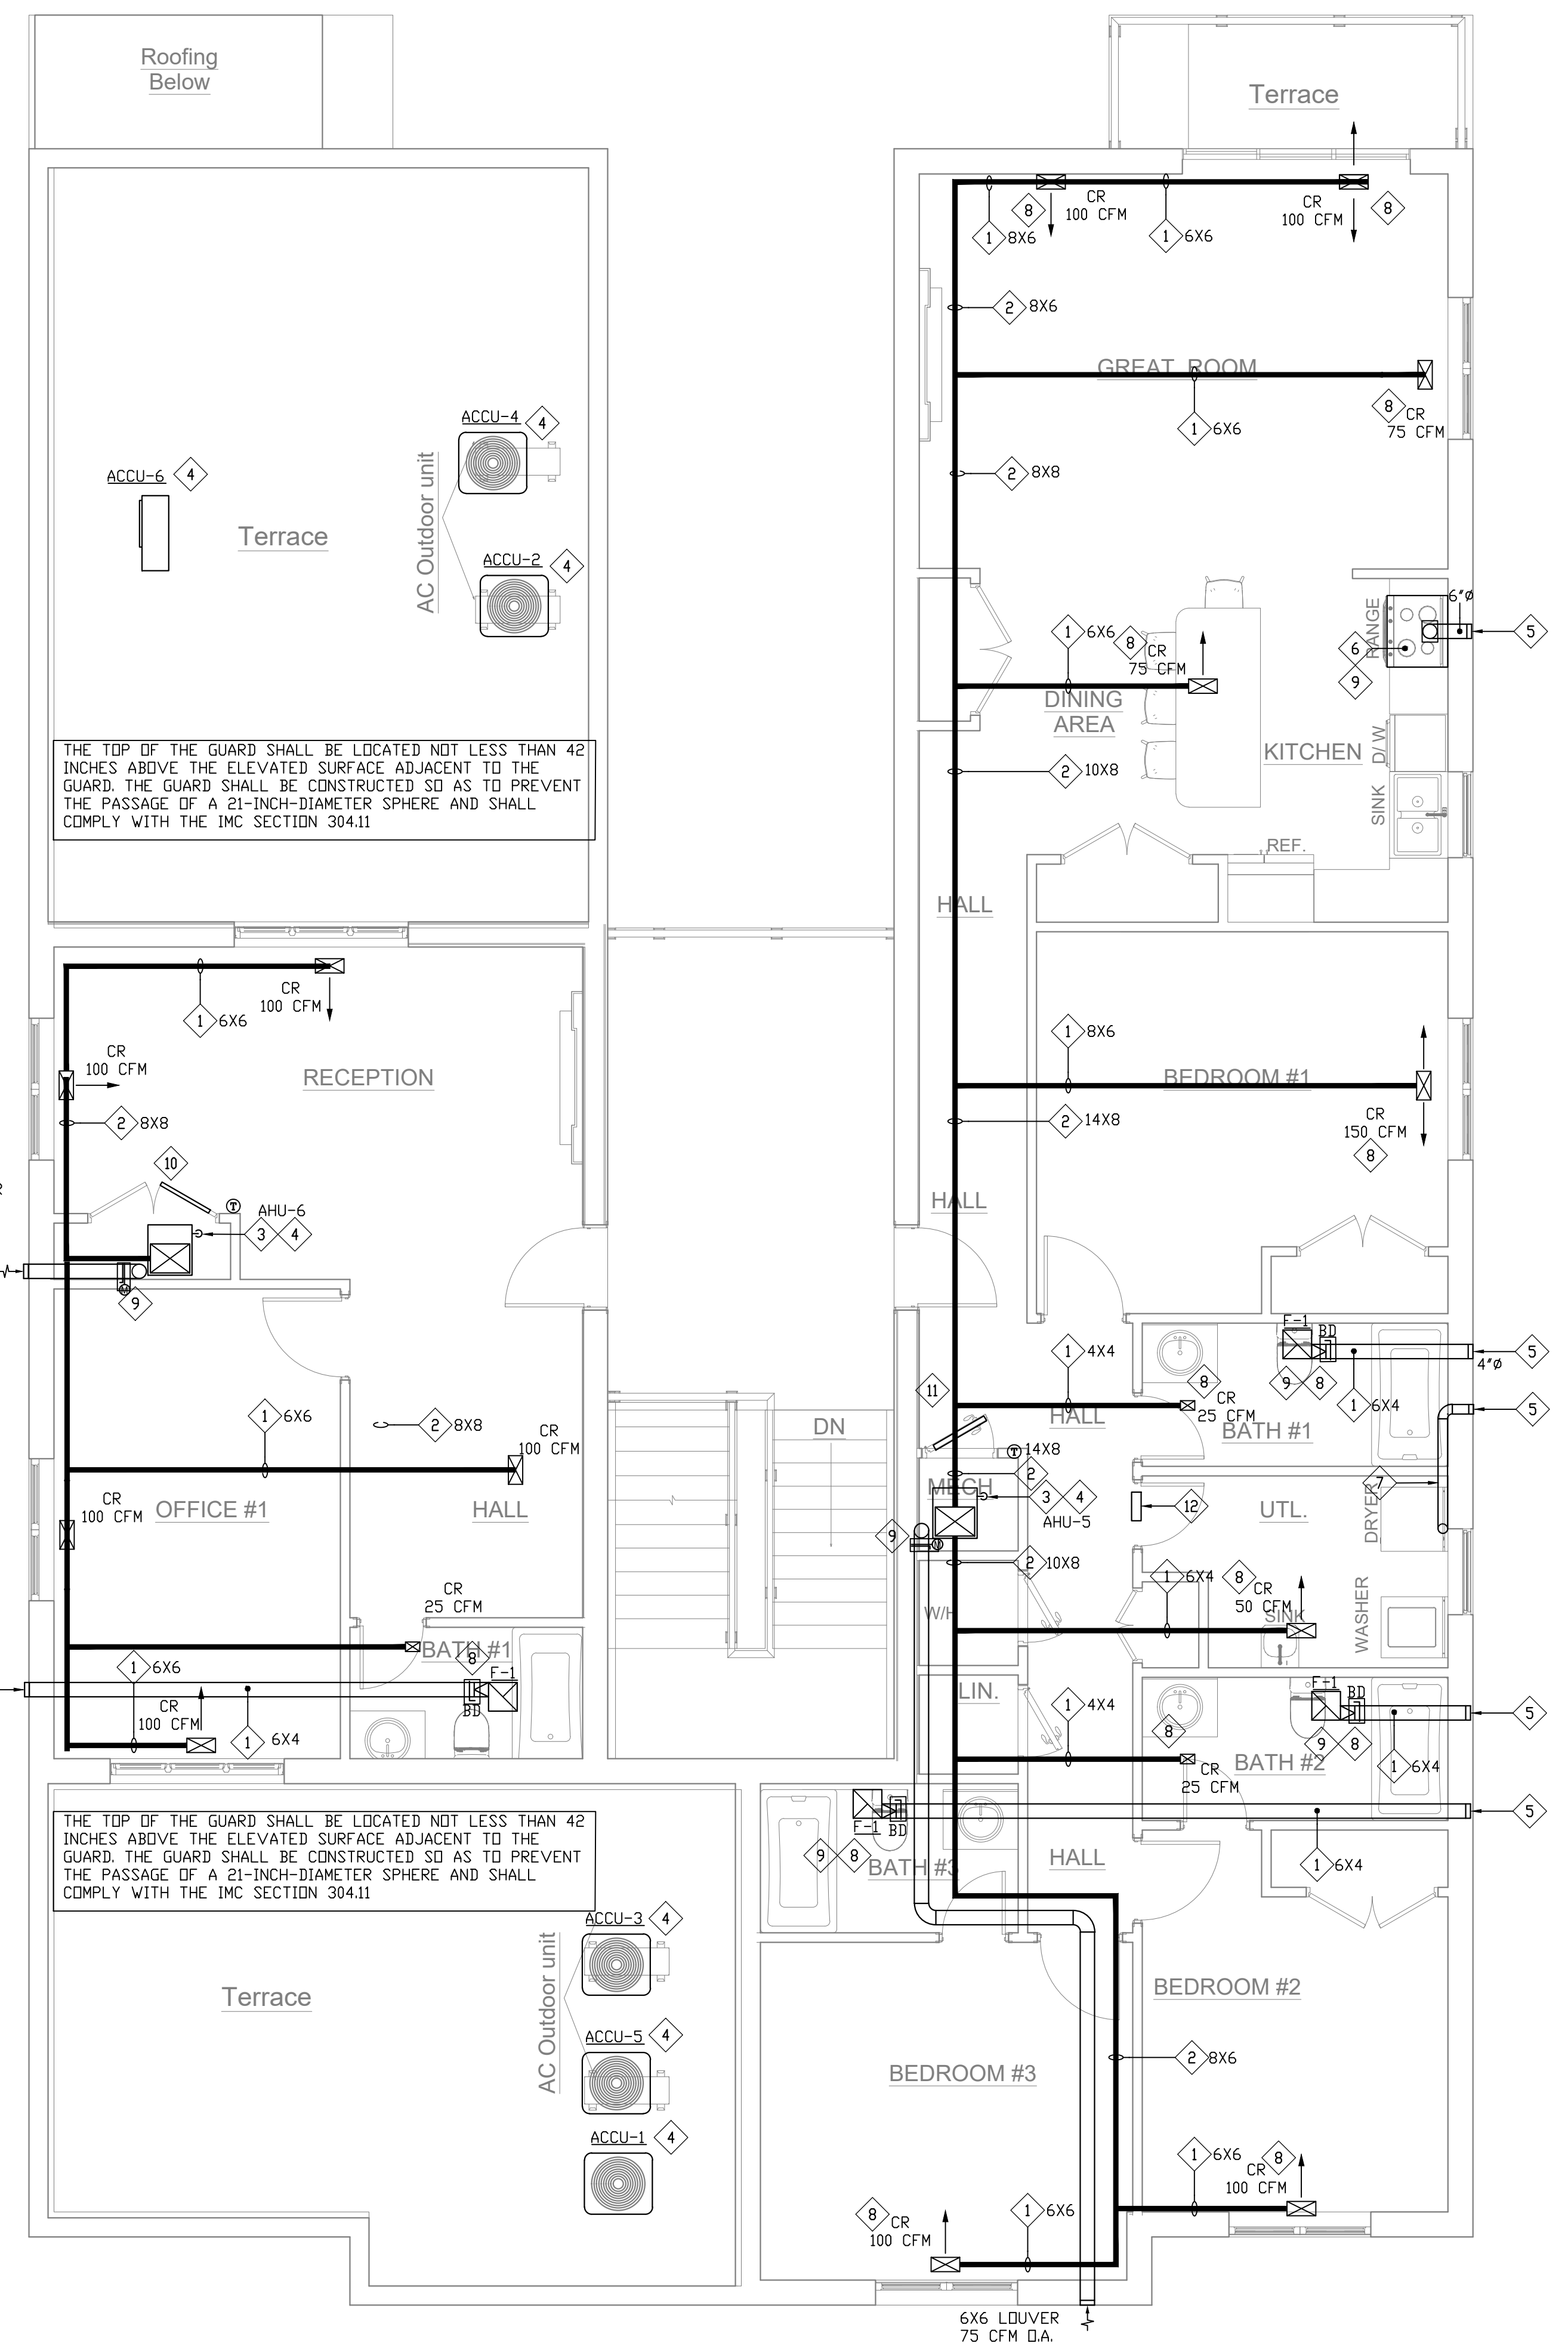 Roofing
Below
Terrace
CR
100 CFM
8
1
8X6
1
6X6
CR
100 CFM
8
2
8X6
GREAT ROOM
1
6X6
8
CR
75 CFM
2
8X8
ACCU-4
4
ACCU-6
4
Terrace
AC Outdoor unit
ACCU-2
4
1
6X6
8
CR
75 CFM
DINING
AREA
RANGE
6"Ø
5
6
9
KITCHEN
D/W
SINK
REF.
2
10X8
THE TOP OF THE GUARD SHALL BE LOCATED NOT LESS THAN 42
INCHES ABOVE THE ELEVATED SURFACE ADJACENT TO THE
GUARD. THE GUARD SHALL BE CONSTRUCTED SO AS TO PREVENT
THE PASSAGE OF A 21-INCH-DIAMETER SPHERE AND SHALL
COMPLY WITH THE IMC SECTION 304.11
HALL
CR
100 CFM
1
6X6
CR
100 CFM
RECEPTION
2
8X8
10
T
AHU-6
3
4
9
1
8X6
BEDROOM #1
2
14X8
CR
150 CFM
8
HALL
1
4X4
F-1
BD
5
4"Ø
8
9
8
1
6X4
CR
25 CFM
BATH #1
5
11
HALL
1
6X6
2
8X8
CR
100 CFM
CR
100 CFM
OFFICE #1
HALL
DN
T
14X8
2
MECH
3
4
AHU-5
9
12
UTL.
7
DRYER
2
10X8
1
6X4
8
CR
50 CFM
SINK
WASHER
W/H
CR
25 CFM
BATH #1
8
F-1
BD
1
6X6
CR
100 CFM
1
6X4
LIN.
1
4X4
8
CR
25 CFM
F-1
BD
5
9
8
BATH #2
1
6X4
F-1
BD
5
9
8
BATH #3
HALL
1
6X4
THE TOP OF THE GUARD SHALL BE LOCATED NOT LESS THAN 42
INCHES ABOVE THE ELEVATED SURFACE ADJACENT TO THE
GUARD. THE GUARD SHALL BE CONSTRUCTED SO AS TO PREVENT
THE PASSAGE OF A 21-INCH-DIAMETER SPHERE AND SHALL
COMPLY WITH THE IMC SECTION 304.11
ACCU-3
4
Terrace
AC Outdoor unit
ACCU-5
4
ACCU-1
4
BEDROOM #2
BEDROOM #3
2
8X6
1
6X6
8
CR
100 CFM
8
CR
100 CFM
1
6X6
6X6 LOUVER
75 CFM O.A.